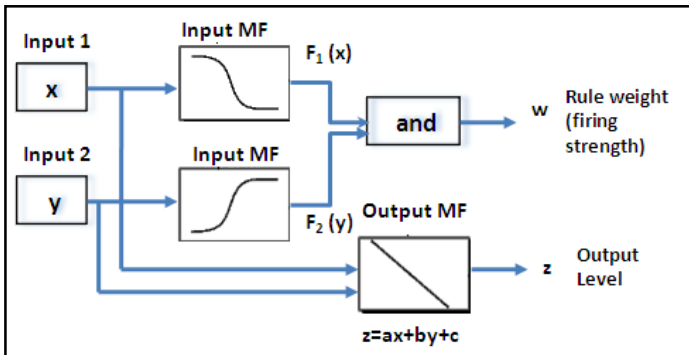 Input 1
Input MF
F₁ (x)
x
and
w
Rule weight
(firing
strength)
Input 2
Input MF
y
F₂ (y)
Output MF
z
Output
Level
z=ax+by+c